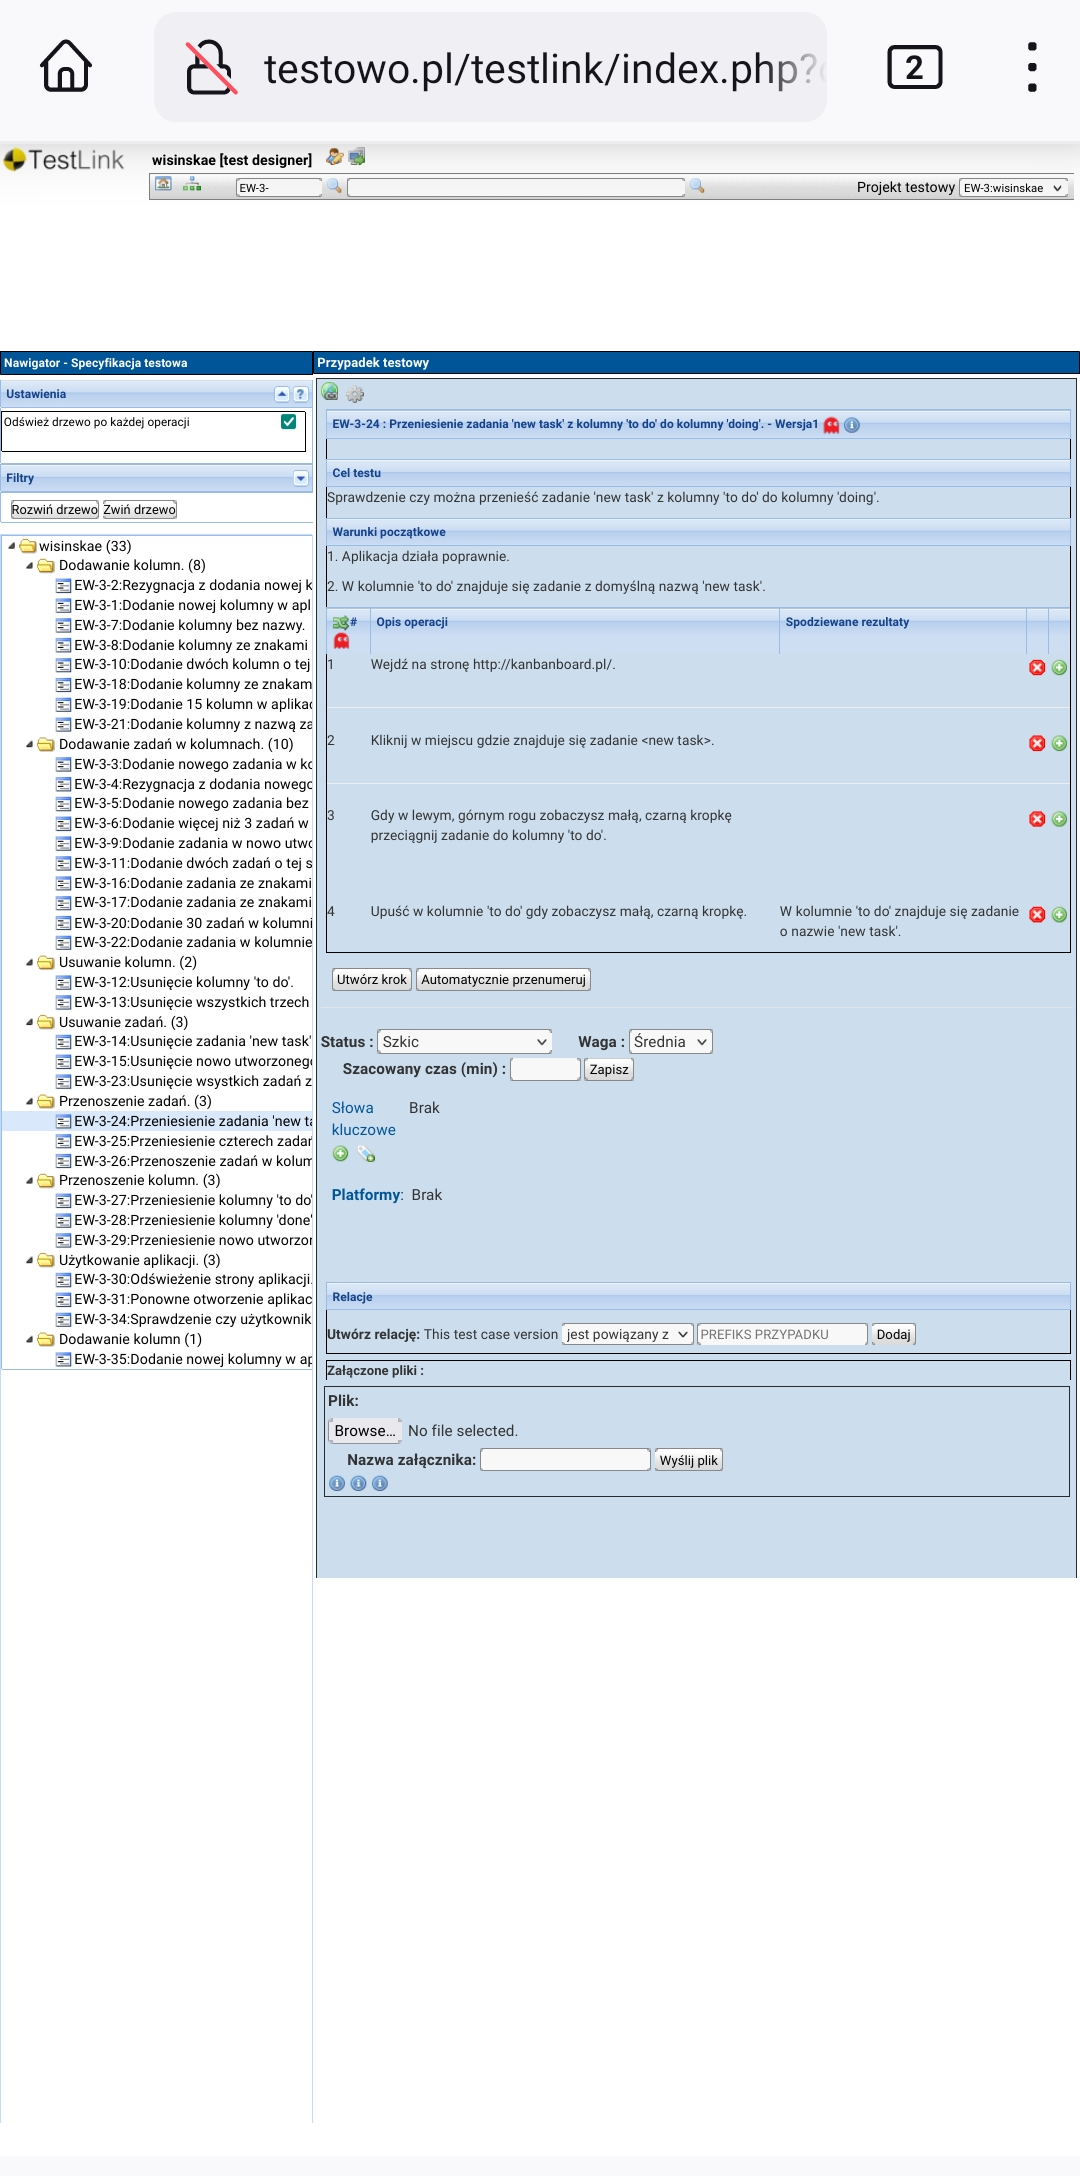 testowo.pl/testlink/index.php?
2
TestLink
wisinskae [test designer]
EW-3-
Projekt testowy EW-3:wisinskae
Nawigator - Specyfikacja testowa
Ustawienia
?
Odśwież drzewo po każdej operacji
Filtry
Rozwiń drzewo Zwiń drzewo
wisinskae (33)
Dodawanie kolumn. (8)
EW-3-2:Rezygnacja z dodania nowej k
EW-3-1:Dodanie nowej kolumny w apl
EW-3-7:Dodanie kolumny bez nazwy.
EW-3-8:Dodanie kolumny ze znakami
EW-3-10:Dodanie dwóch kolumn o tej
EW-3-18:Dodanie kolumny ze znakam
EW-3-19:Dodanie 15 kolumn w aplikac
EW-3-21:Dodanie kolumny z nazwą za
Dodawanie zadań w kolumnach. (10)
EW-3-3:Dodanie nowego zadania w ko
EW-3-4:Rezygnacja z dodania nowego
EW-3-5:Dodanie nowego zadania bez
EW-3-6:Dodanie więcej niż 3 zadań w
EW-3-9:Dodanie zadania w nowo utwo
EW-3-11:Dodanie dwóch zadań o tej s
EW-3-16:Dodanie zadania ze znakami
EW-3-17:Dodanie zadania ze znakami
EW-3-20:Dodanie 30 zadań w kolumni
EW-3-22:Dodanie zadania w kolumnie
Usuwanie kolumn. (2)
EW-3-12:Usunięcie kolumny 'to do'.
EW-3-13:Usunięcie wszystkich trzech
Usuwanie zadań. (3)
EW-3-14:Usunięcie zadania 'new task'
EW-3-15:Usunięcie nowo utworzonego
EW-3-23:Usunięcie wsystkich zadań z
Przenoszenie zadań. (3)
EW-3-24:Przeniesienie zadania 'new ta
EW-3-25:Przeniesienie czterech zadań
EW-3-26:Przenoszenie zadań w kolum
Przenoszenie kolumn. (3)
EW-3-27:Przeniesienie kolumny 'to do'
EW-3-28:Przeniesienie kolumny 'done'
EW-3-29:Przeniesienie nowo utworzon
Użytkowanie aplikacji. (3)
EW-3-30:Odświeżenie strony aplikacji.
EW-3-31:Ponowne otworzenie aplikac
EW-3-34:Sprawdzenie czy użytkownik
Dodawanie kolumn (1)
EW-3-35:Dodanie nowej kolumny w ap
Przypadek testowy
EW-3-24 : Przeniesienie zadania 'new task' z kolumny 'to do' do kolumny 'doing'. - Wersja1
Cel testu
Sprawdzenie czy można przenieść zadanie 'new task' z kolumny 'to do' do kolumny 'doing'.
Warunki początkowe
1. Aplikacja działa poprawnie.
2. W kolumnie 'to do' znajduje się zadanie z domyślną nazwą 'new task'.
# Opis operacji Spodziewane rezultaty
1 Wejdź na stronę http://kanbanboard.pl/.
2 Kliknij w miejscu gdzie znajduje się zadanie <new task>.
3 Gdy w lewym, górnym rogu zobaczysz małą, czarną kropkę
przeciągnij zadanie do kolumny 'to do'.
4 Upuść w kolumnie 'to do' gdy zobaczysz małą, czarną kropkę. W kolumnie 'to do' znajduje się zadanie
o nazwie 'new task'.
Utwórz krok Automatycznie przenumeruj
Status : Szkic Waga : Średnia
Szacowany czas (min) : Zapisz
Słowa Brak
kluczowe
Platformy: Brak
Relacje
Utwórz relację: This test case version jest powiązany z PREFIKS PRZYPADKU Dodaj
Załączone pliki :
Plik:
Browse... No file selected.
Nazwa załącznika: Wyślij plik